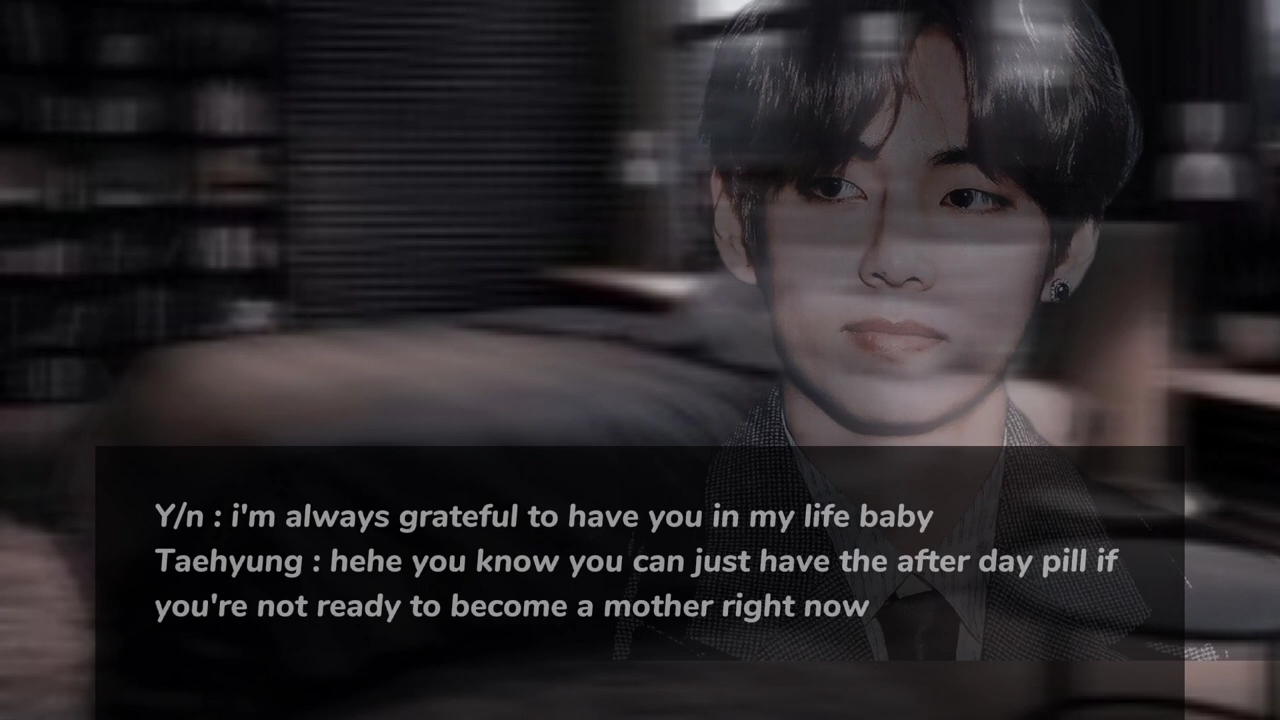 Y/n : i'm always grateful to have you in my life baby
Taehyung : hehe you know you can just have the after day pill if
you're not ready to become a mother right now